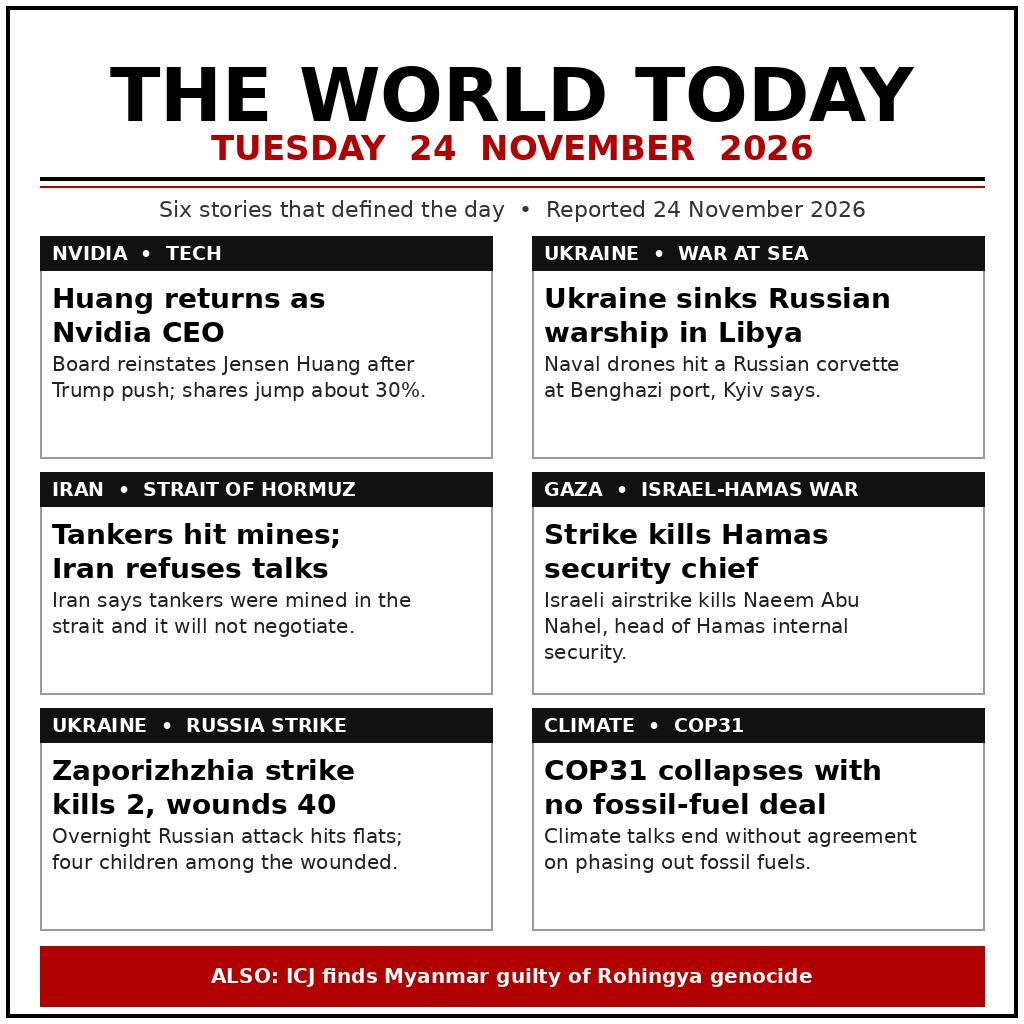 THE WORLD TODAY
TUESDAY 24 NOVEMBER 2026
Six stories that defined the day • Reported 24 November 2026
NVIDIA • TECH
Huang returns as
Nvidia CEO
Board reinstates Jensen Huang after
Trump push; shares jump about 30%.
UKRAINE • WAR AT SEA
Ukraine sinks Russian
warship in Libya
Naval drones hit a Russian corvette
at Benghazi port, Kyiv says.
IRAN • STRAIT OF HORMUZ
Tankers hit mines;
Iran refuses talks
Iran says tankers were mined in the
strait and it will not negotiate.
GAZA • ISRAEL-HAMAS WAR
Strike kills Hamas
security chief
Israeli airstrike kills Naeem Abu
Nahel, head of Hamas internal
security.
UKRAINE • RUSSIA STRIKE
Zaporizhzhia strike
kills 2, wounds 40
Overnight Russian attack hits flats;
four children among the wounded.
CLIMATE • COP31
COP31 collapses with
no fossil-fuel deal
Climate talks end without agreement
on phasing out fossil fuels.
ALSO: ICJ finds Myanmar guilty of Rohingya genocide